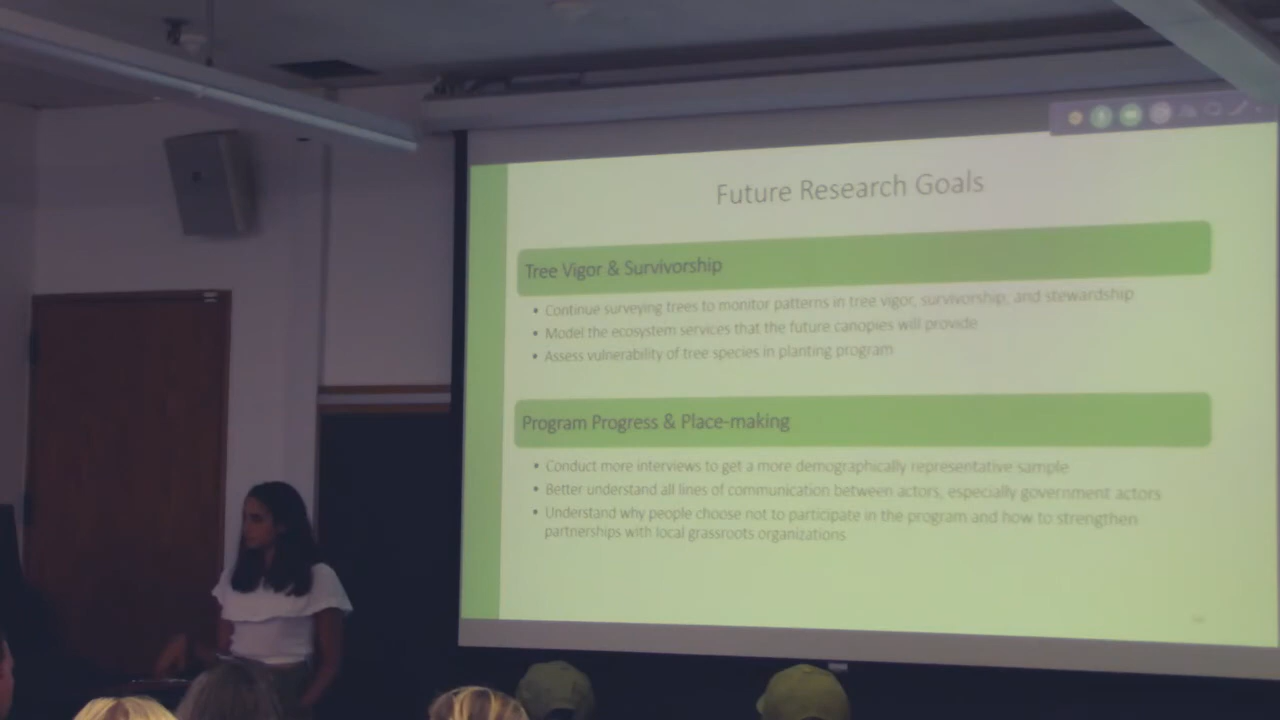 Future Research Goals
Tree Vigor & Survivorship
• Continue surveying trees to monitor patterns in tree vigor, survivorship, and stewardship
• Model the ecosystem services that the future canopies will provide
• Assess vulnerability of tree species in planting program
Program Progress & Place-making
• Conduct more interviews to get a more demographically representative sample
• Better understand all lines of communication between actors, especially government actors
• Understand why people choose not to participate in the program and how to strengthen
partnerships with local grassroots organizations